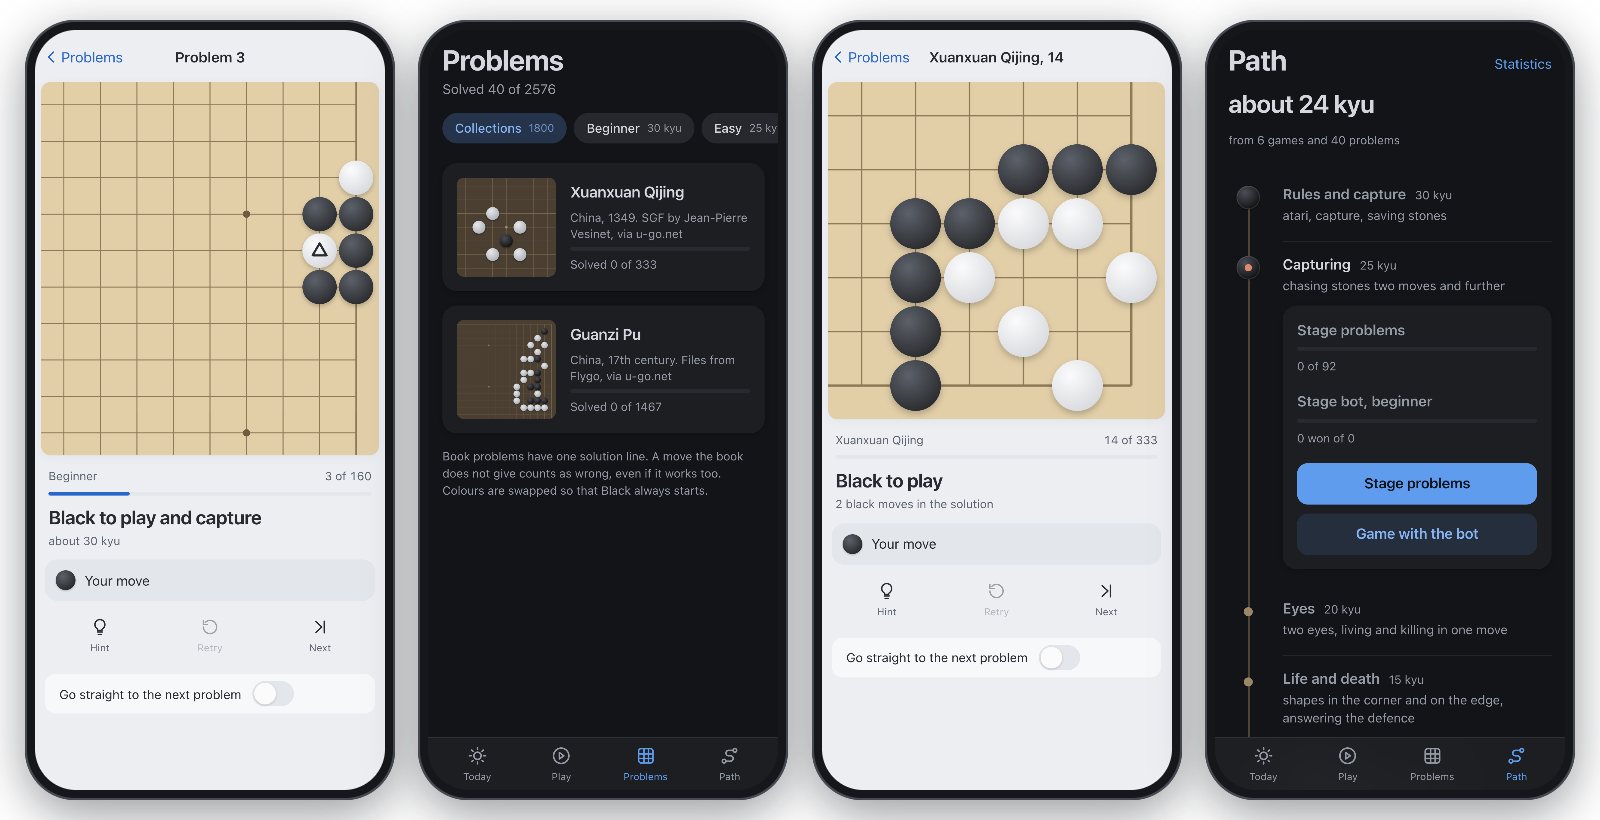 Problems
Problem 3
Beginner
3 of 160
Black to play and capture
about 30 kyu
Your move
Hint
Retry
Next
Go straight to the next problem
Problems
Solved 40 of 2576
Collections 1800
Beginner 30 kyu
Easy 25 ky
Xuanxuan Qijing
China, 1349. SGF by Jean-Pierre
Vesinet, via u-go.net
Solved 0 of 333
Guanzi Pu
China, 17th century. Files from
Flygo, via u-go.net
Solved 0 of 1467
Book problems have one solution line. A move the book
does not give counts as wrong, even if it works too.
Colours are swapped so that Black always starts.
Today
Play
Problems
Path
Problems
Xuanxuan Qijing, 14
Xuanxuan Qijing
14 of 333
Black to play
2 black moves in the solution
Your move
Hint
Retry
Next
Go straight to the next problem
Path
Statistics
about 24 kyu
from 6 games and 40 problems
Rules and capture 30 kyu
atari, capture, saving stones
Capturing 25 kyu
chasing stones two moves and further
Stage problems
0 of 92
Stage bot, beginner
0 won of 0
Stage problems
Game with the bot
Eyes 20 kyu
two eyes, living and killing in one move
Life and death 15 kyu
shapes in the corner and on the edge,
answering the defence
Today
Play
Problems
Path